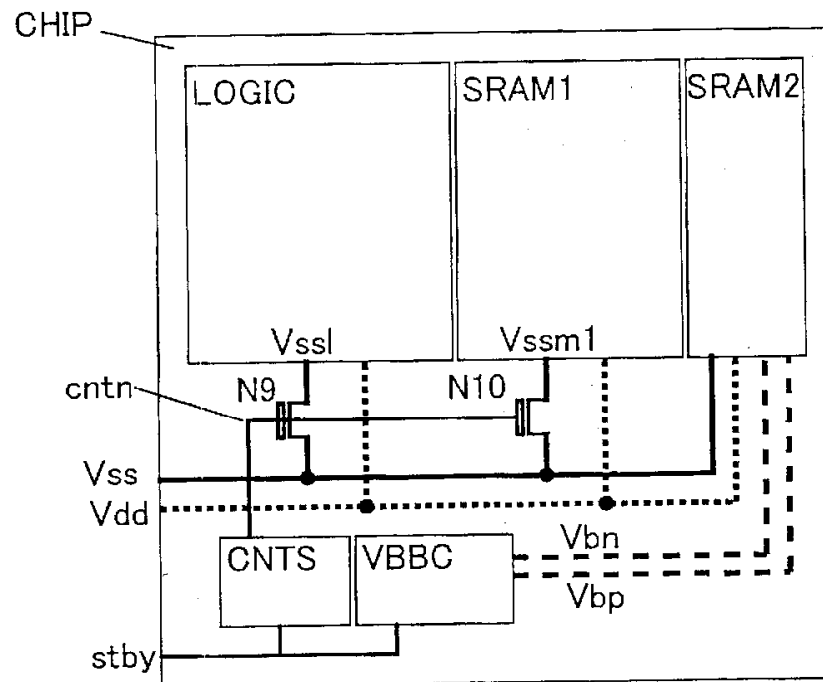 CHIP
LOGIC
SRAM1
SRAM2
Vssl
Vssm1
cntn
N9
N10
Vss
Vdd
CNTS
VBBC
Vbn
Vbp
stby